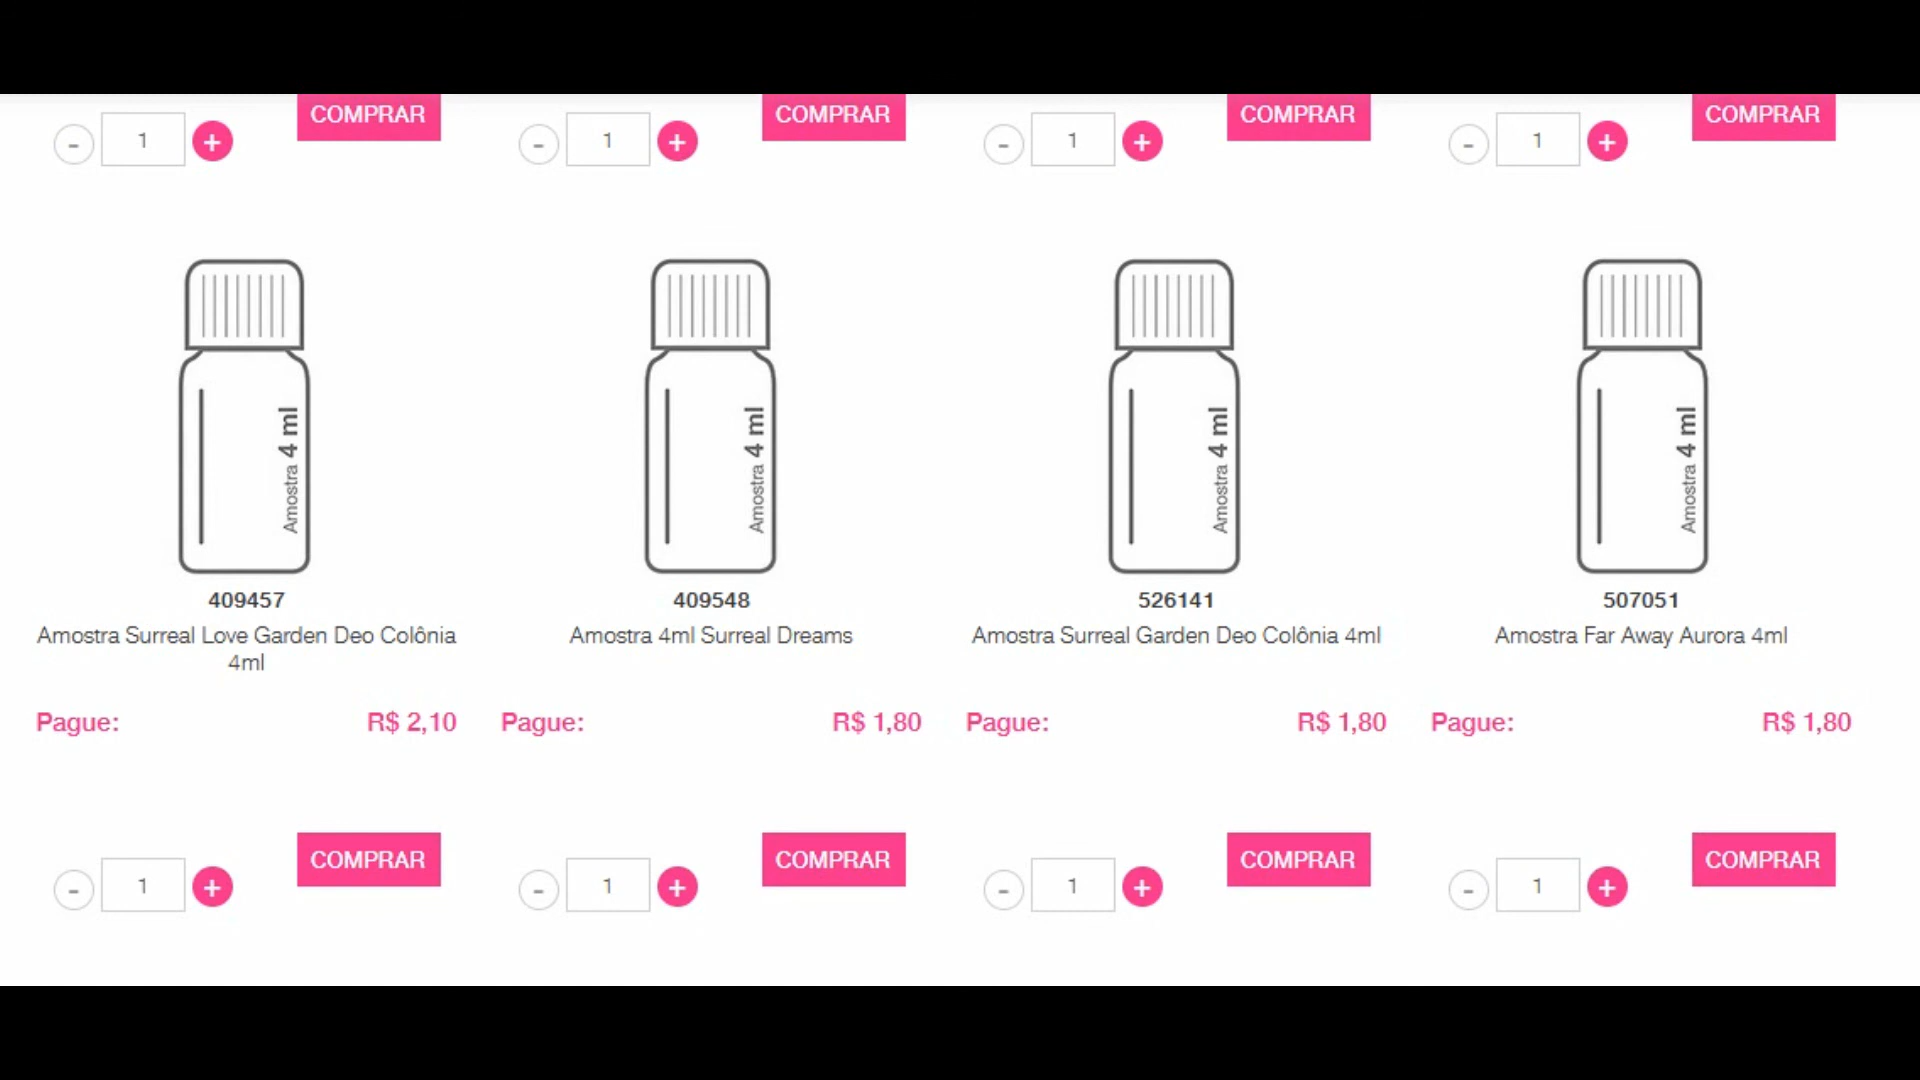 COMPRAR COMPRAR COMPRAR COMPRAR
- 1 + - 1 + - 1 + - 1 +
Amostra 4 ml Amostra 4 ml Amostra 4 ml Amostra 4 ml
409457 409548 526141 507051
Amostra Surreal Love Garden Deo Colônia Amostra 4ml Surreal Dreams Amostra Surreal Garden Deo Colônia 4ml Amostra Far Away Aurora 4ml
4ml
Pague: R$ 2,10 Pague: R$ 1,80 Pague: R$ 1,80 Pague: R$ 1,80
COMPRAR COMPRAR COMPRAR COMPRAR
- 1 + - 1 + - 1 + - 1 +